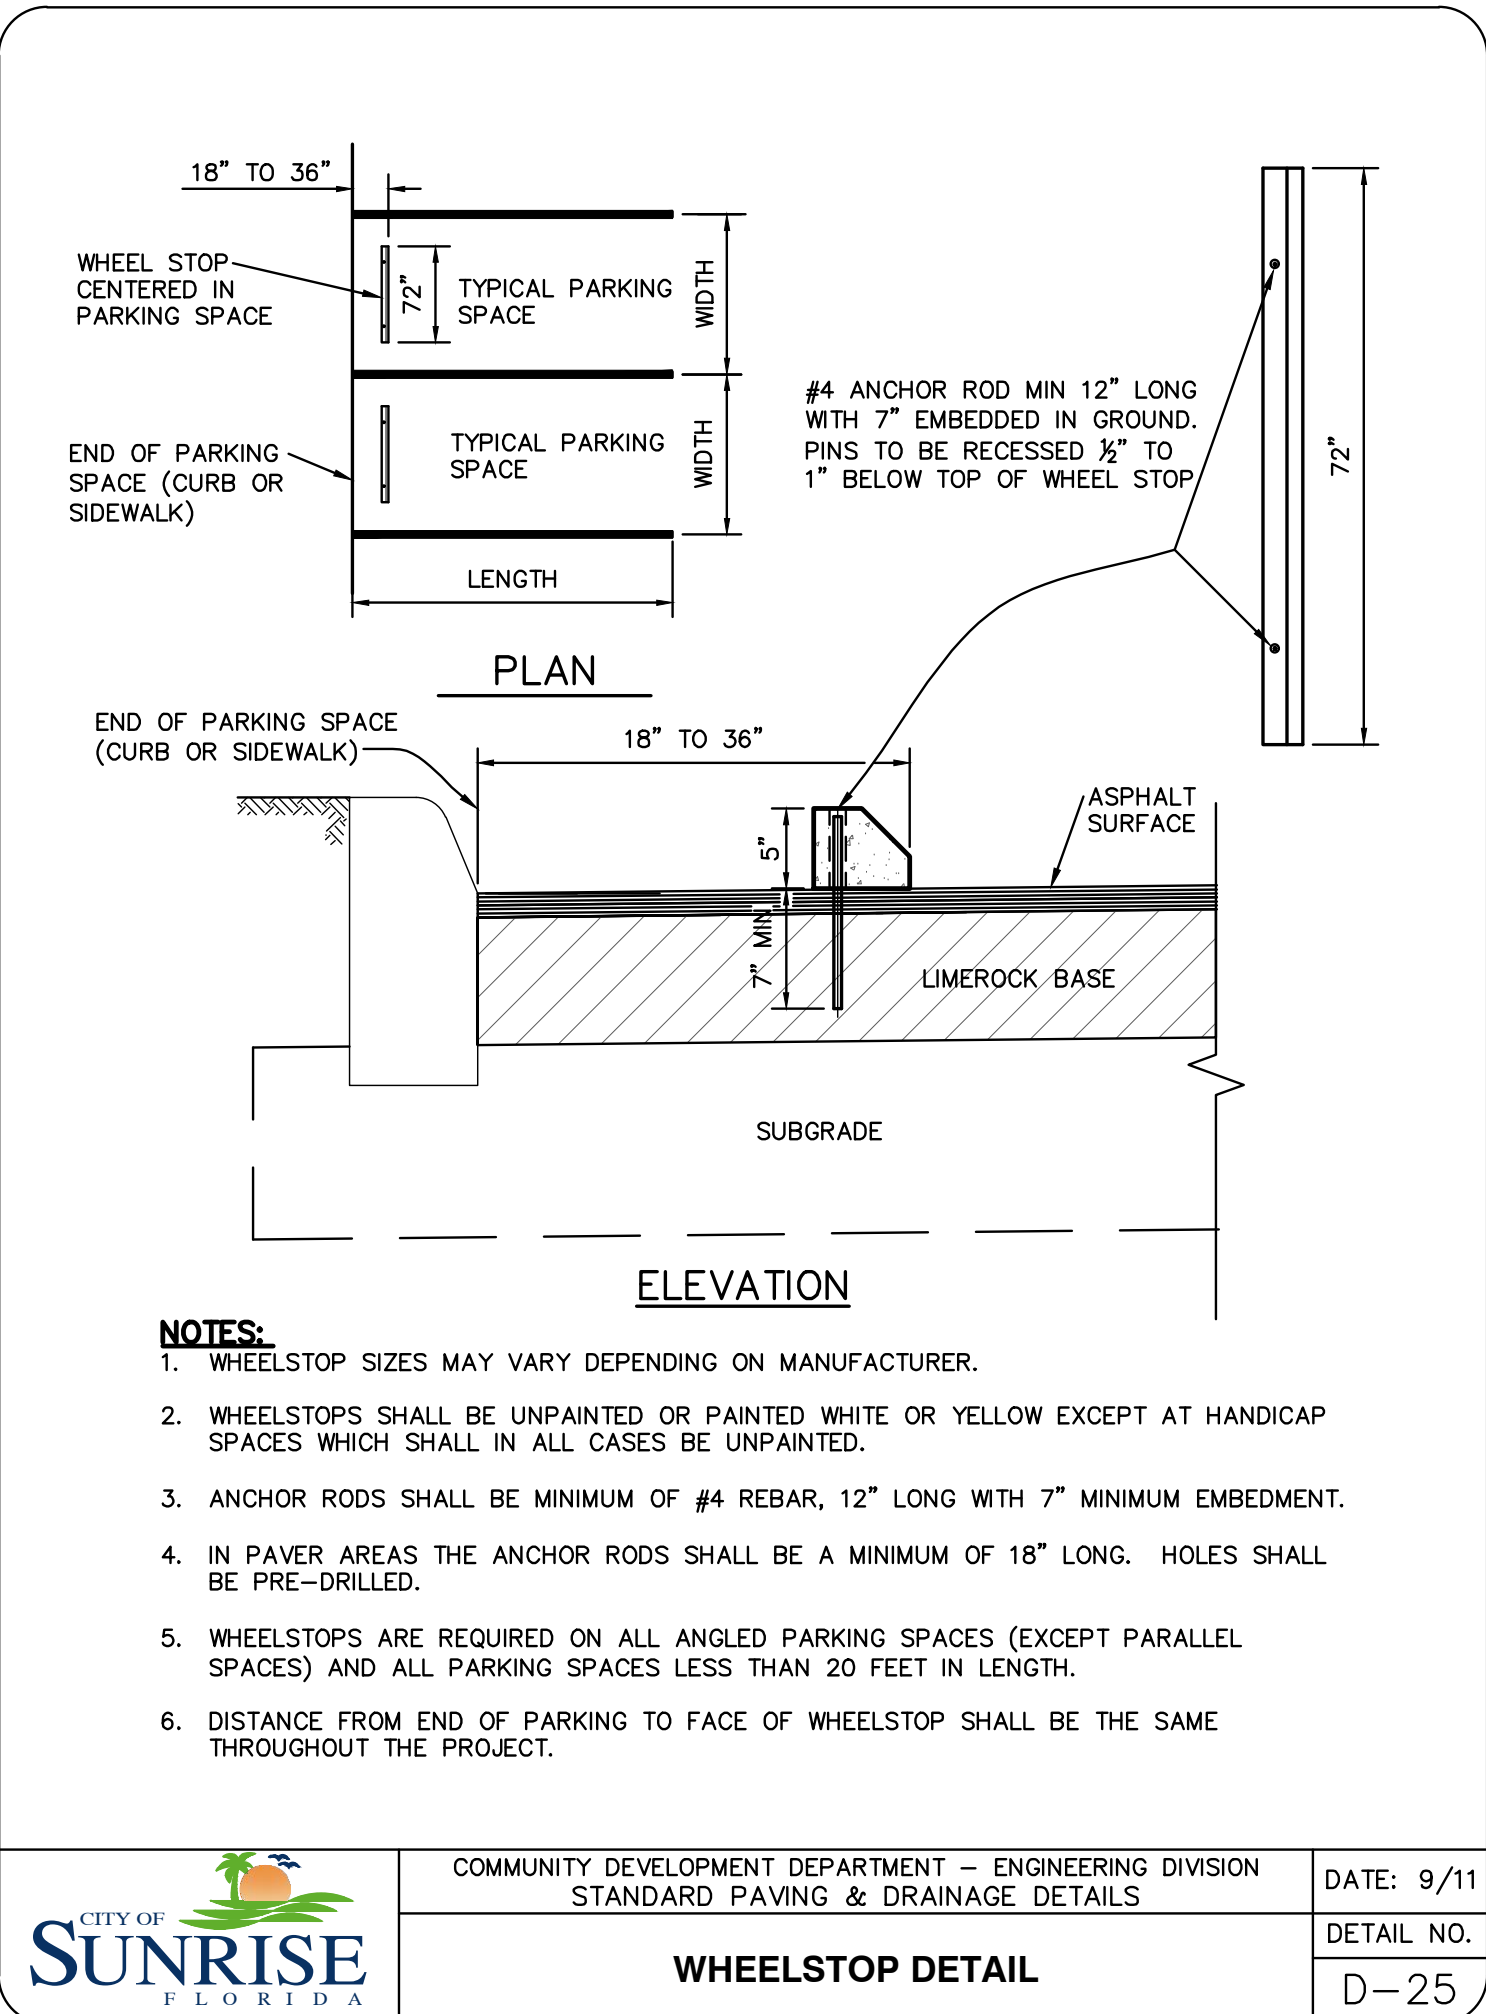 18" TO 36"
WHEEL STOP
CENTERED IN
PARKING SPACE
72"
TYPICAL PARKING
SPACE
WIDTH
END OF PARKING
SPACE (CURB OR
SIDEWALK)
TYPICAL PARKING
SPACE
WIDTH
LENGTH
PLAN
#4 ANCHOR ROD MIN 12" LONG
WITH 7" EMBEDDED IN GROUND.
PINS TO BE RECESSED ½" TO
1" BELOW TOP OF WHEEL STOP
72"
END OF PARKING SPACE
(CURB OR SIDEWALK)
18" TO 36"
5"
7" MIN
ASPHALT
SURFACE
LIMEROCK BASE
SUBGRADE
ELEVATION
NOTES:
1. WHEELSTOP SIZES MAY VARY DEPENDING ON MANUFACTURER.
2. WHEELSTOPS SHALL BE UNPAINTED OR PAINTED WHITE OR YELLOW EXCEPT AT HANDICAP
SPACES WHICH SHALL IN ALL CASES BE UNPAINTED.
3. ANCHOR RODS SHALL BE MINIMUM OF #4 REBAR, 12" LONG WITH 7" MINIMUM EMBEDMENT.
4. IN PAVER AREAS THE ANCHOR RODS SHALL BE A MINIMUM OF 18" LONG. HOLES SHALL
BE PRE-DRILLED.
5. WHEELSTOPS ARE REQUIRED ON ALL ANGLED PARKING SPACES (EXCEPT PARALLEL
SPACES) AND ALL PARKING SPACES LESS THAN 20 FEET IN LENGTH.
6. DISTANCE FROM END OF PARKING TO FACE OF WHEELSTOP SHALL BE THE SAME
THROUGHOUT THE PROJECT.
CITY OF
SUNRISE
FLORIDA
COMMUNITY DEVELOPMENT DEPARTMENT - ENGINEERING DIVISION
STANDARD PAVING & DRAINAGE DETAILS
WHEELSTOP DETAIL
DATE: 9/11
DETAIL NO.
D-25